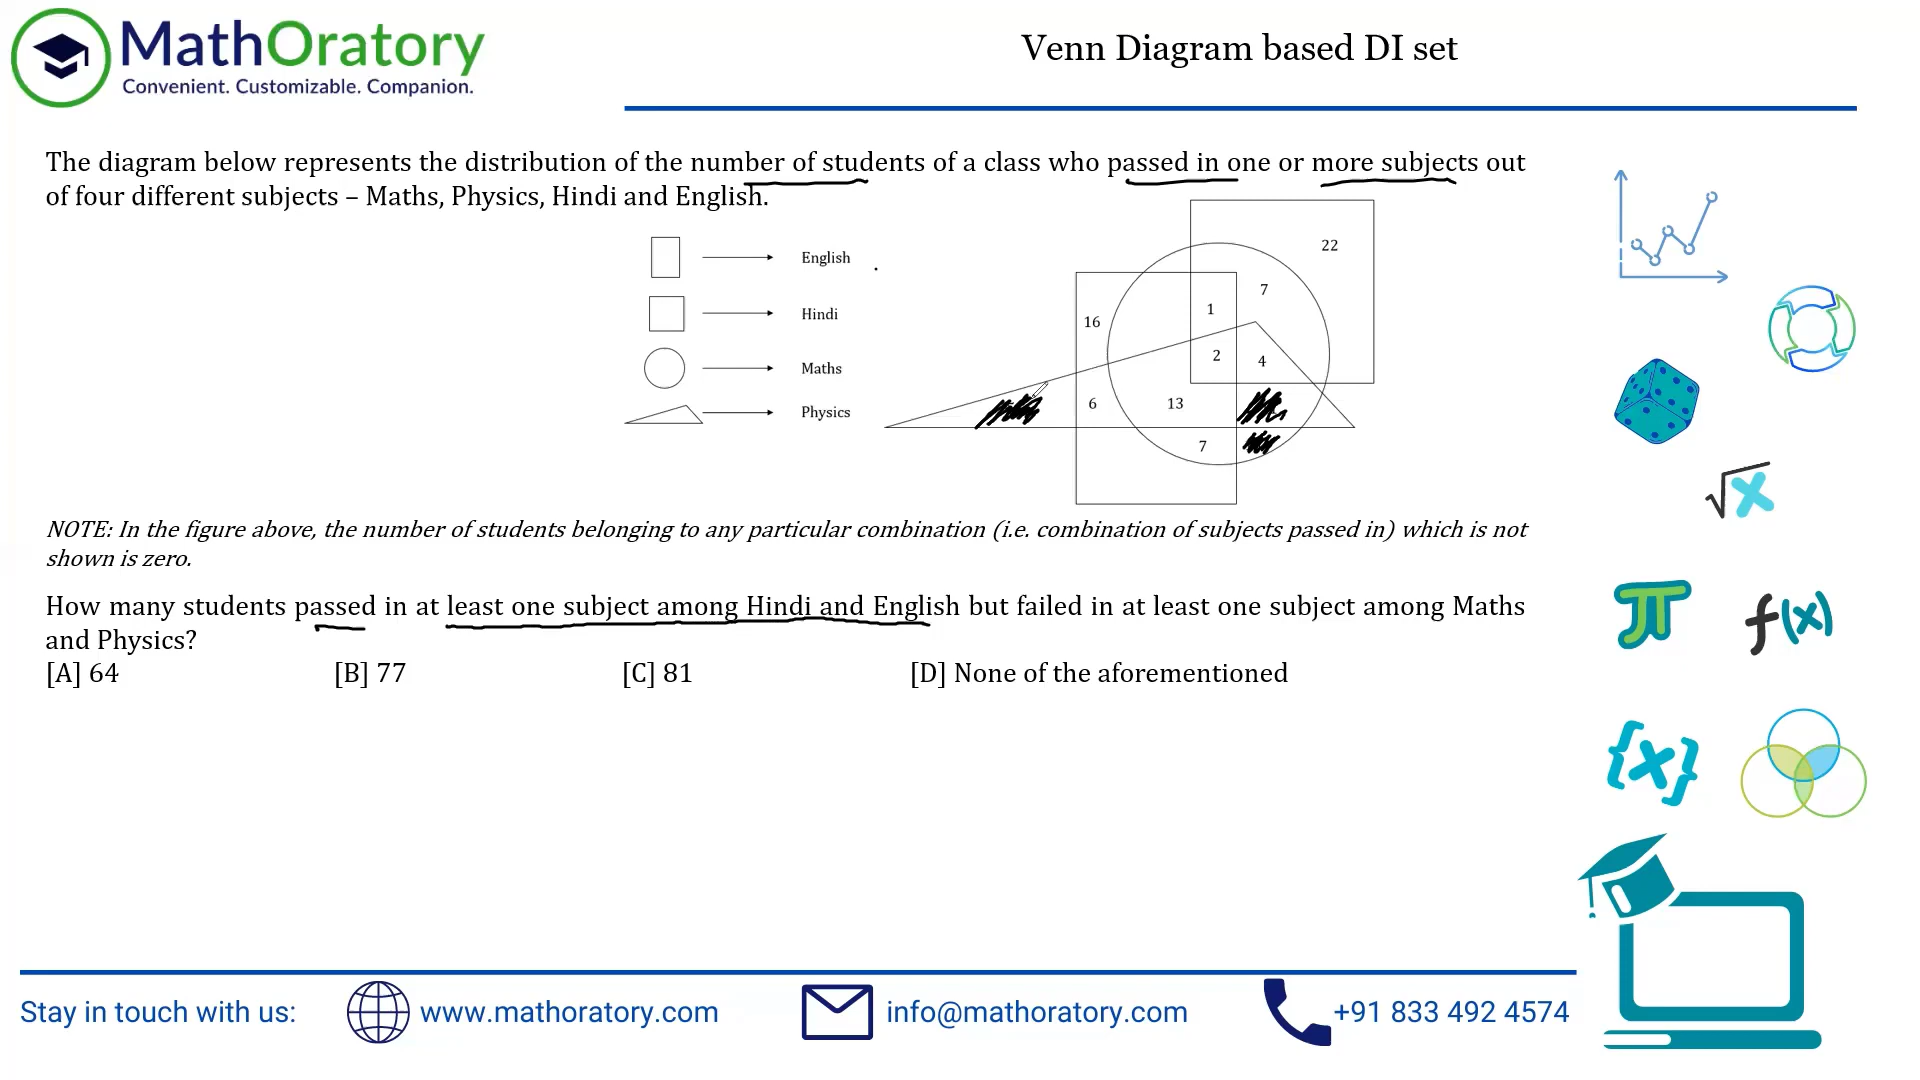 MathOratory
Convenient. Customizable. Companion.
Venn Diagram based DI set
The diagram below represents the distribution of the number of students of a class who passed in one or more subjects out
of four different subjects – Maths, Physics, Hindi and English.
English
Hindi
Maths
Physics
22
7
1
16
2
4
6
13
7
NOTE: In the figure above, the number of students belonging to any particular combination (i.e. combination of subjects passed in) which is not
shown is zero.
How many students passed in at least one subject among Hindi and English but failed in at least one subject among Maths
and Physics?
[A] 64 [B] 77 [C] 81 [D] None of the aforementioned
√x
π
f(x)
{x}
Stay in touch with us: www.mathoratory.com info@mathoratory.com +91 833 492 4574